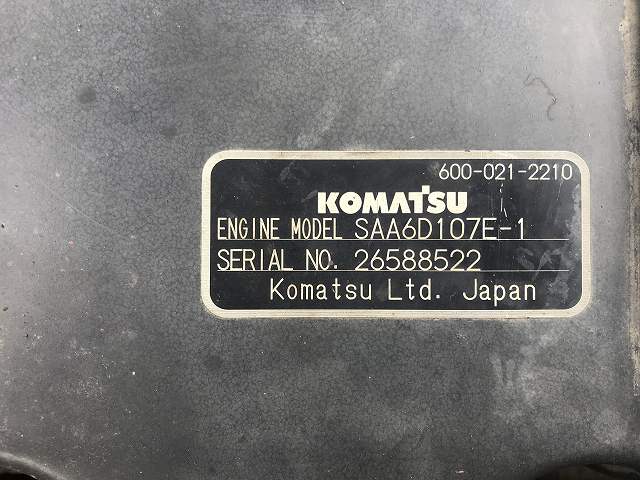 600-021-2210
KOMATSU
ENGINE MODEL SAA6D107E-1
SERIAL NO. 26588522
Komatsu Ltd. Japan